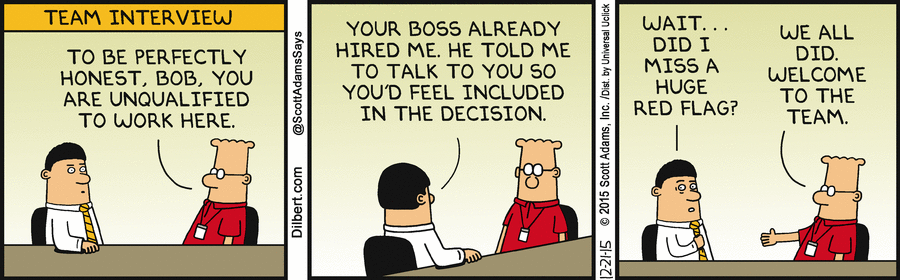 TEAM INTERVIEW
TO BE PERFECTLY
HONEST, BOB, YOU
ARE UNQUALIFIED
TO WORK HERE.
Dilbert.com @ScottAdamsSays
YOUR BOSS ALREADY
HIRED ME. HE TOLD ME
TO TALK TO YOU SO
YOU'D FEEL INCLUDED
IN THE DECISION.
12-21-15 © 2015 Scott Adams, Inc. /Dist. by Universal Uclick
WAIT...
DID I
MISS A
HUGE
RED FLAG?
WE ALL
DID.
WELCOME
TO THE
TEAM.